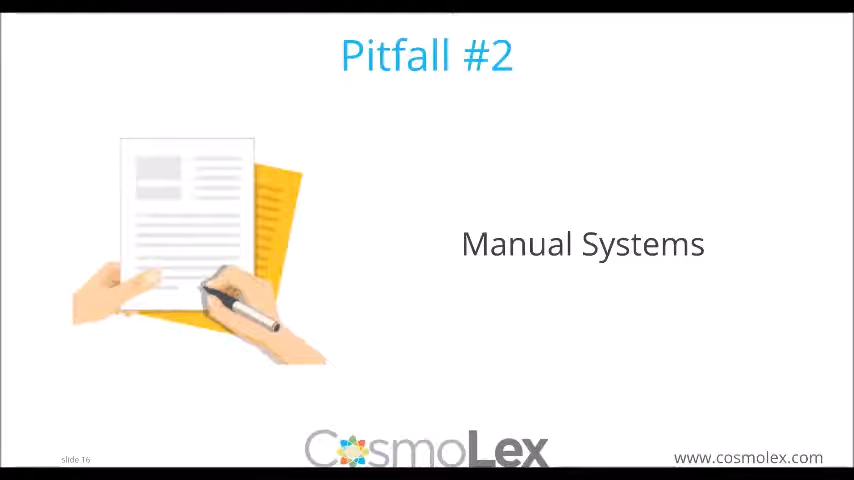 Pitfall #2
Manual Systems
slide 16
CosmoLex
www.cosmolex.com